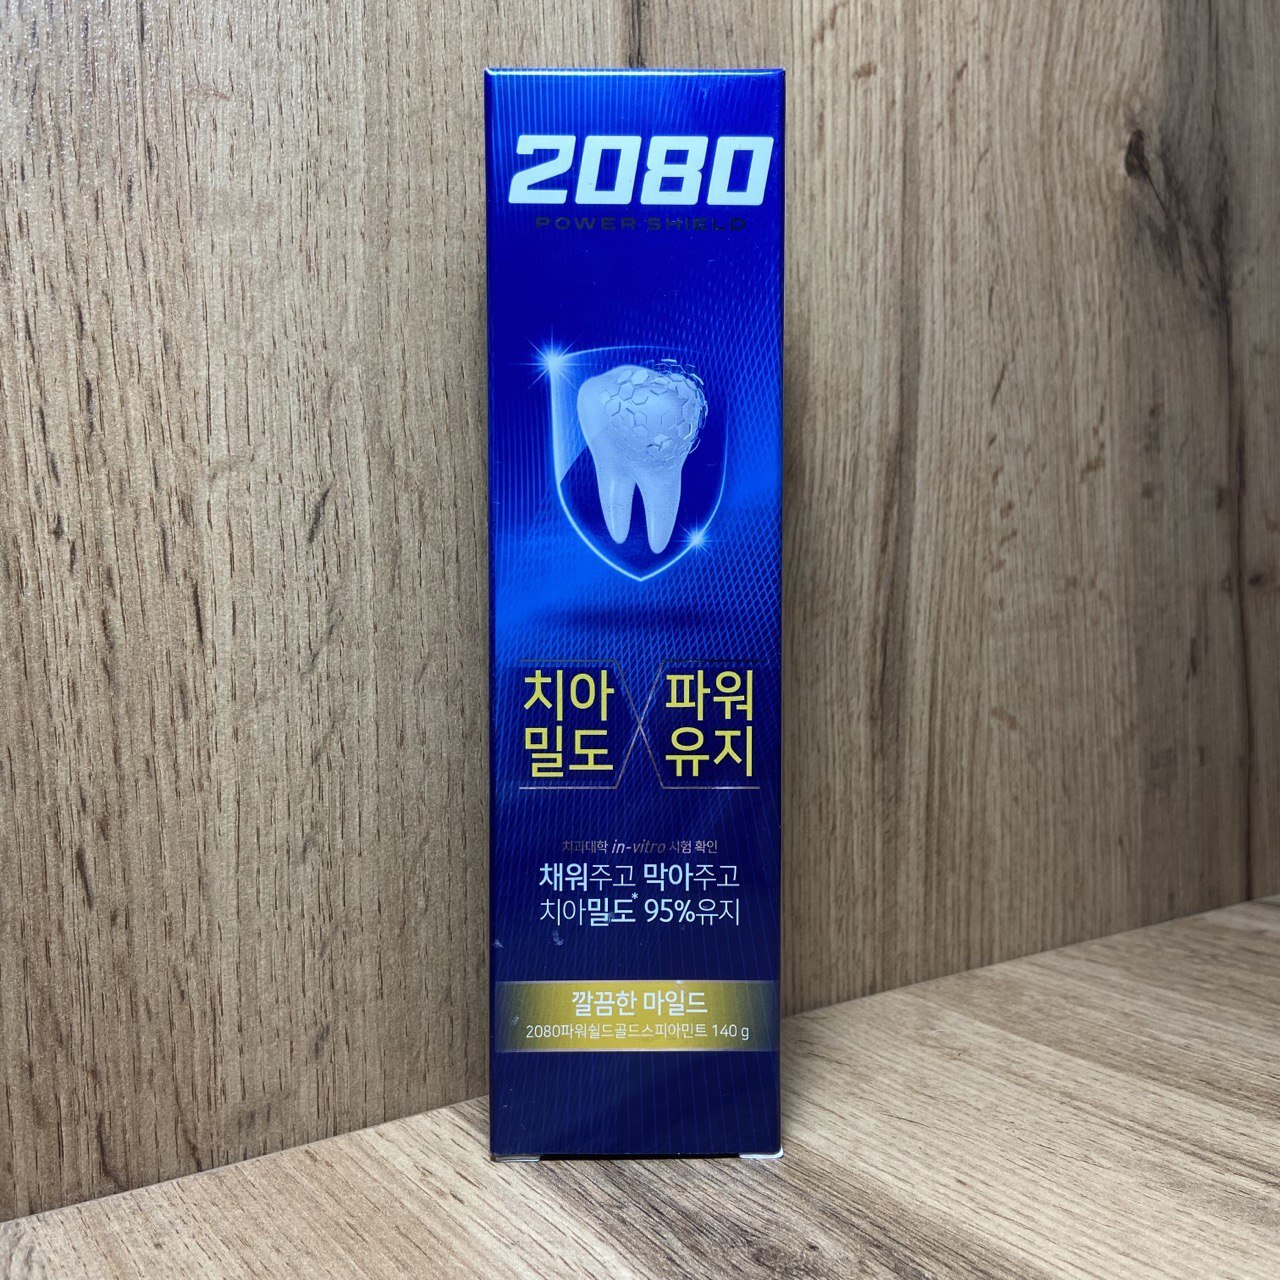 2080
POWER SHIELD
치아 파워
밀도 유지
치과대학 in-vitro 시험 확인
채워주고 막아주고
치아밀도* 95%유지
깔끔한 마일드
2080파워쉴드골드스피아민트 140 g